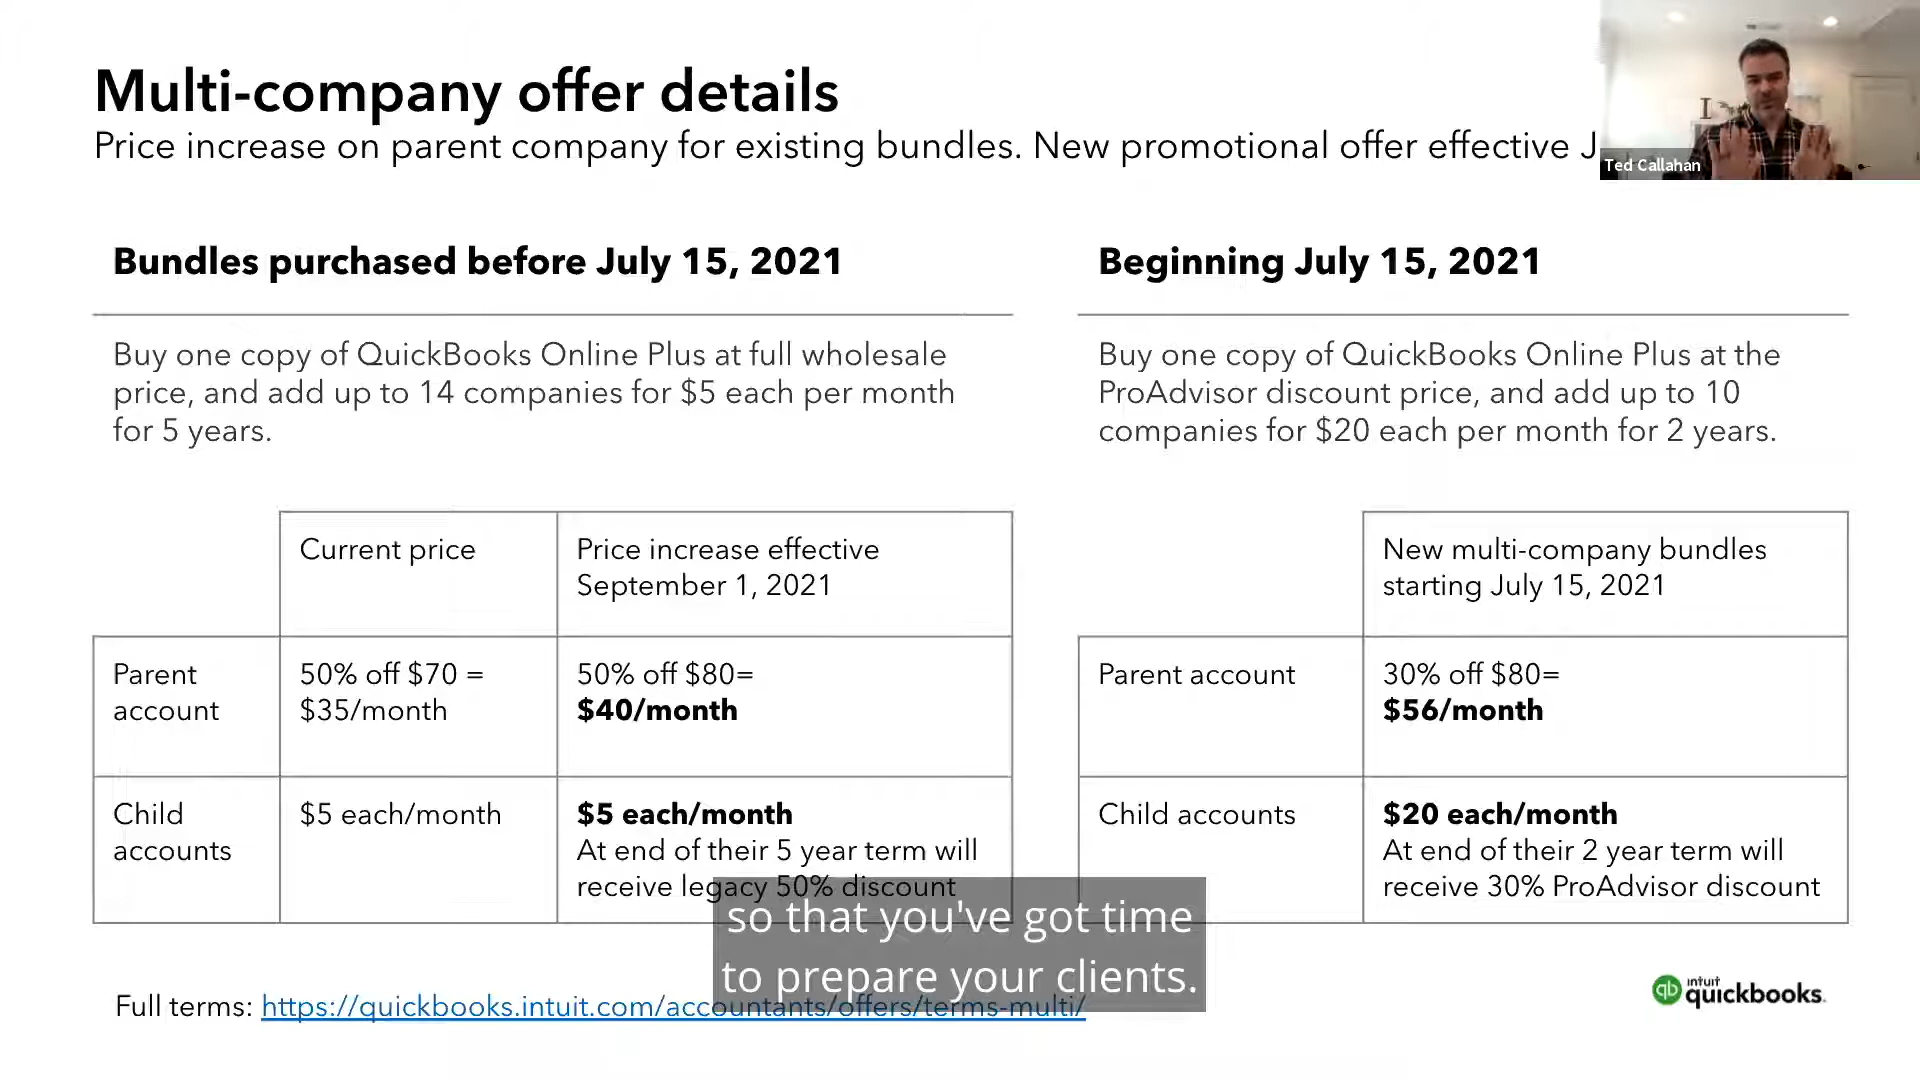 Multi-company offer details
Price increase on parent company for existing bundles. New promotional offer effective J
Ted Callahan
Bundles purchased before July 15, 2021
Buy one copy of QuickBooks Online Plus at full wholesale
price, and add up to 14 companies for $5 each per month
for 5 years.
Current price
Price increase effective
September 1, 2021
Parent
account
50% off $70 =
$35/month
50% off $80=
$40/month
Child
accounts
$5 each/month
$5 each/month
At end of their 5 year term will
receive legacy 50% discount
Beginning July 15, 2021
Buy one copy of QuickBooks Online Plus at the
ProAdvisor discount price, and add up to 10
companies for $20 each per month for 2 years.
New multi-company bundles
starting July 15, 2021
Parent account
30% off $80=
$56/month
Child accounts
$20 each/month
At end of their 2 year term will
receive 30% ProAdvisor discount
so that you've got time
to prepare your clients.
Full terms: https://quickbooks.intuit.com/accountants/offers/terms-multi/
qb
intuit
quickbooks.